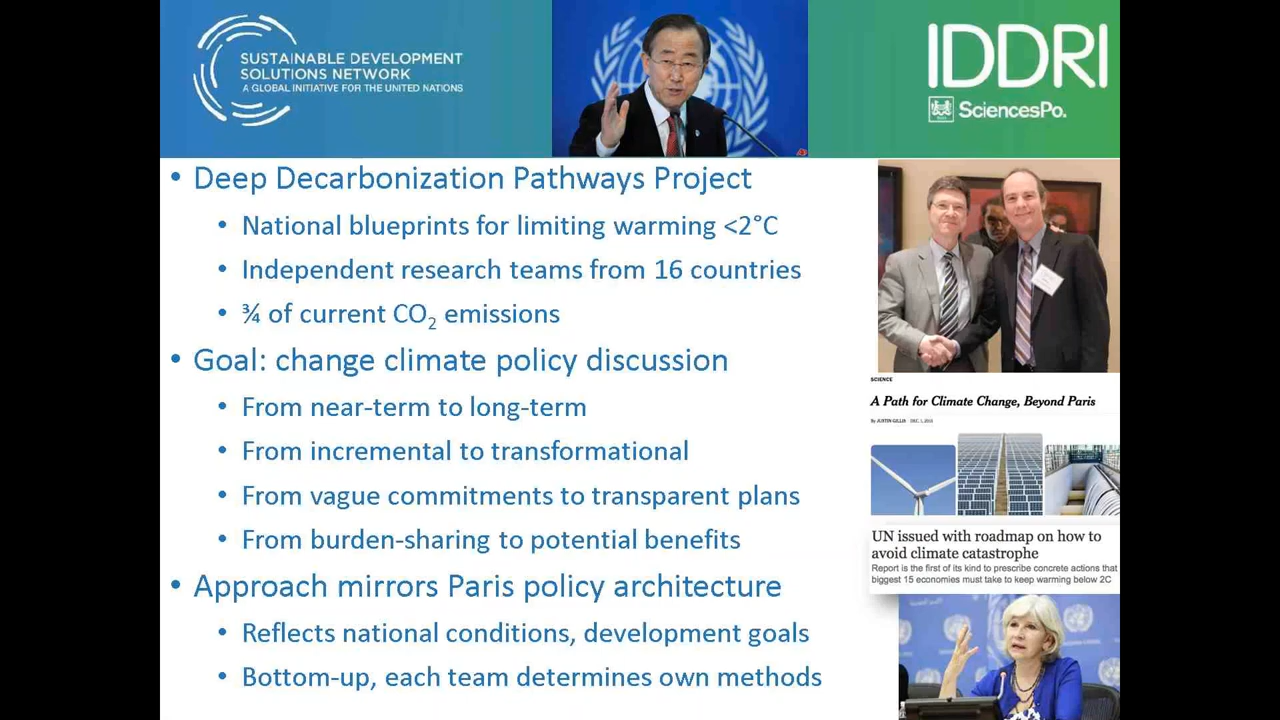 SUSTAINABLE DEVELOPMENT
SOLUTIONS NETWORK
A GLOBAL INITIATIVE FOR THE UNITED NATIONS
IDDRI
SciencesPo.
• Deep Decarbonization Pathways Project
• National blueprints for limiting warming <2°C
• Independent research teams from 16 countries
• ¾ of current CO₂ emissions
• Goal: change climate policy discussion
• From near-term to long-term
• From incremental to transformational
• From vague commitments to transparent plans
• From burden-sharing to potential benefits
• Approach mirrors Paris policy architecture
• Reflects national conditions, development goals
• Bottom-up, each team determines own methods
SCIENCE
A Path for Climate Change, Beyond Paris
By JUSTIN GILLIS DEC. 1, 2015
UN issued with roadmap on how to
avoid climate catastrophe
Report is the first of its kind to prescribe concrete actions that
biggest 15 economies must take to keep warming below 2C